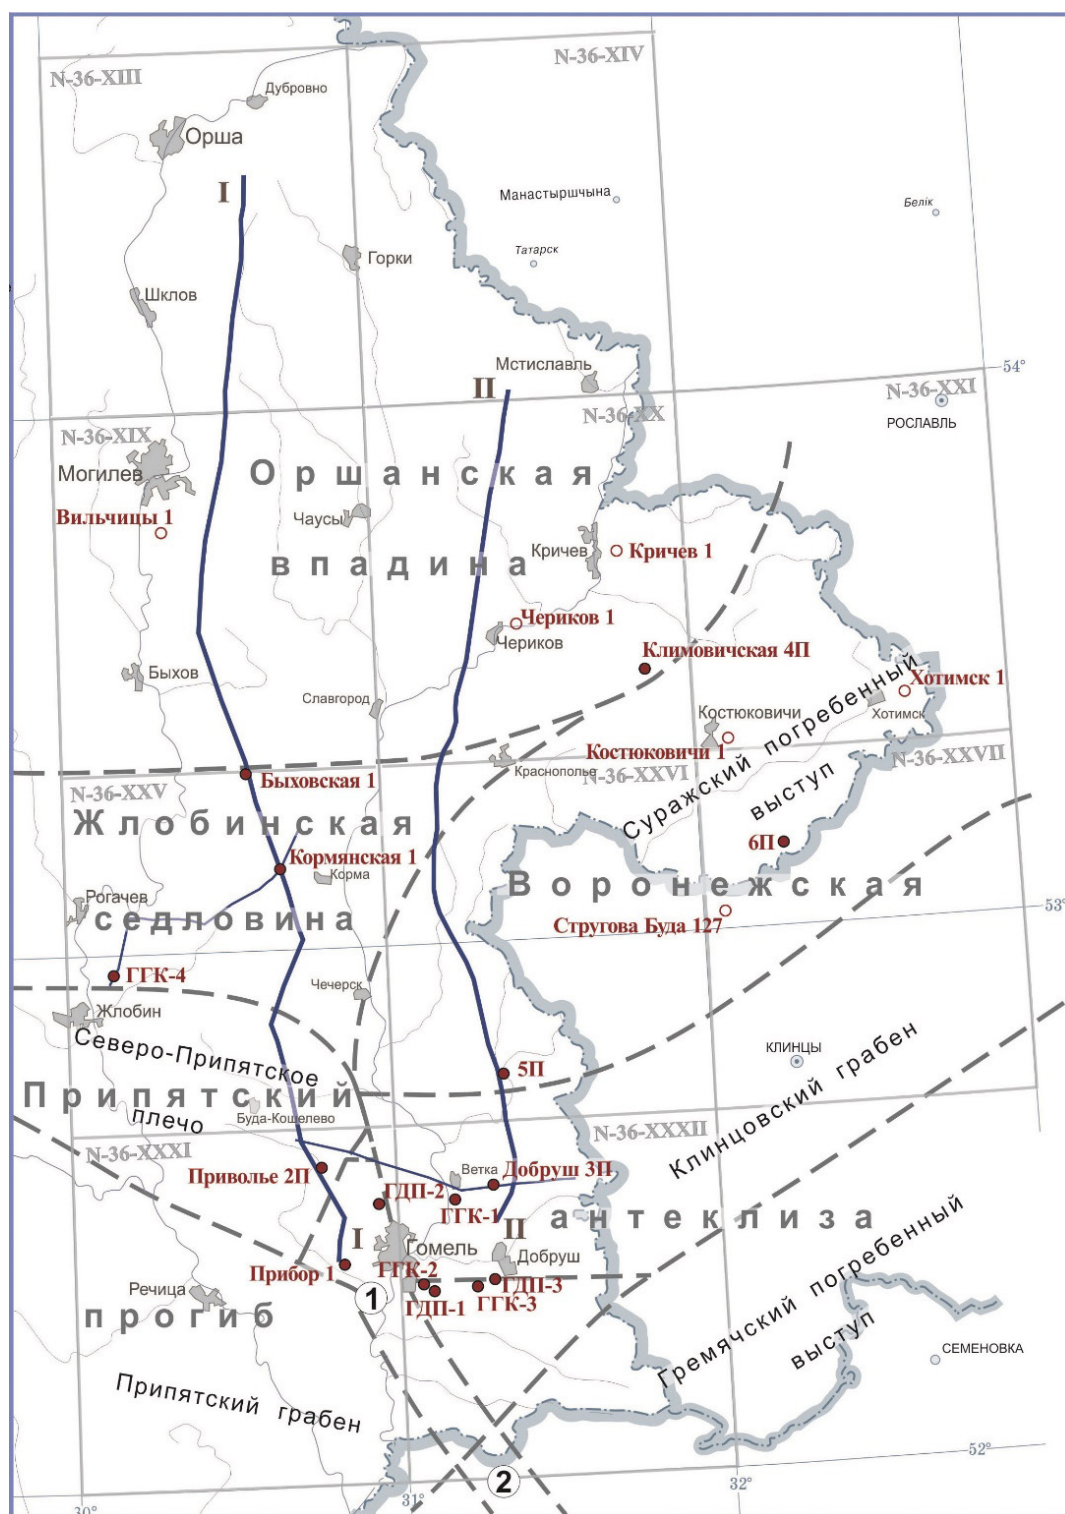 N-36-XIII
N-36-XIV
Дубровно
Орша
I
Манастыршчына
Белік
Татарск
Горки
Шклов
Мстиславль
II
54°
N-36-XXI
N-36-XX
РОСЛАВЛЬ
N-36-XIX
Могилев
Оршанская
Вильчицы 1
Чаусы
Кричев
Кричев 1
впадина
Чериков 1
Чериков
Климовичская 4П
Быхов
Славгород
Хотимск 1
Хотимск
Костюковичи
Костюковичи 1
Краснополье
N-36-XXVI
N-36-XXVII
Суражский погребенный
выступ
Быховская 1
N-36-XXV
Жлобинская
6П
Кормянская 1
Корма
Воронежская
Рогачев
седловина
Стругова Буда 127
53°
ГГК-4
Чечерск
Жлобин
Северо-Припятское
плечо
КЛИНЦЫ
5П
Припятский
Буда-Кошелево
Клинцовский грабен
N-36-XXXI
N-36-XXXII
Приволье 2П
Ветка
Добруш 3П
ГДП-2
ГГК-1
II
антеклиза
I
Гомель
Добруш
Прибор 1
ГГК-2
ГДП-3
Речица
1
ГДП-1
ГГК-3
прогиб
Гремячский погребенный
выступ
СЕМЕНОВКА
Припятский грабен
52°
2
30°
31°
32°